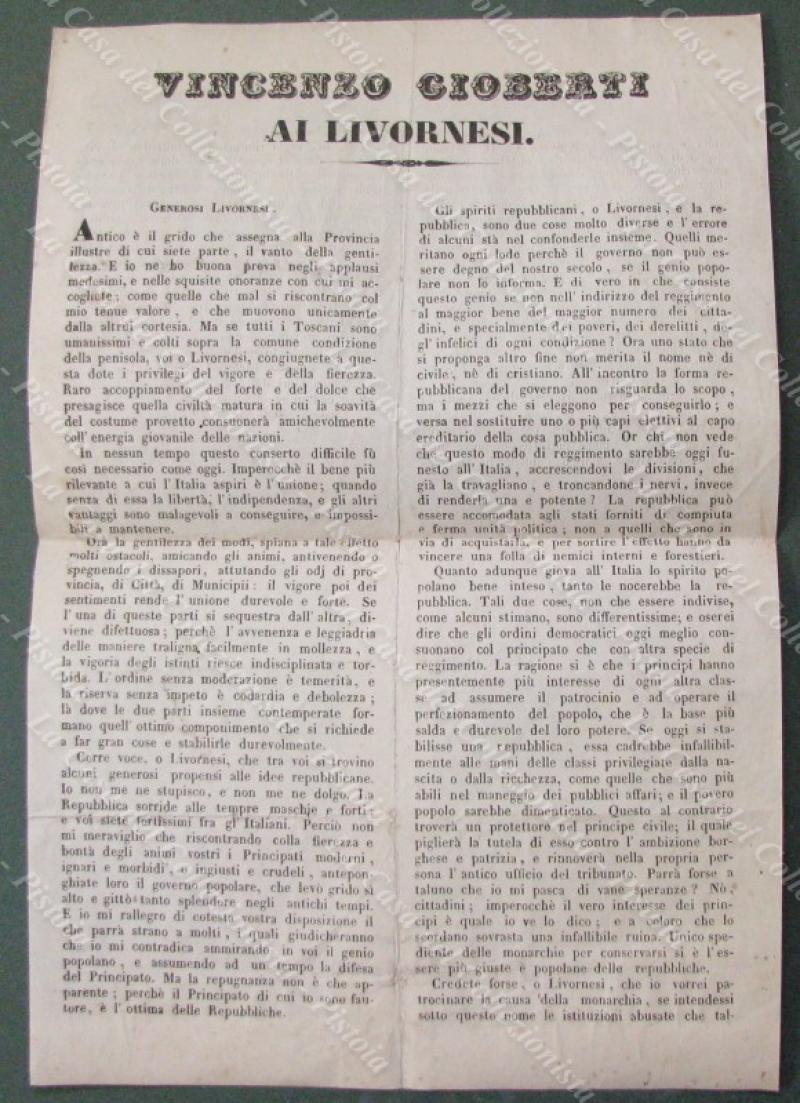 VINCENZO GIOBERTI
AI LIVORNESI.
GENEROSI LIVORNESI.
Antico è il grido che assegna alla Provincia
illustre di cui siete parte, il vanto della genti-
lezza. E io ne ho buona prova negli applausi
medesimi, e nelle squisite onoranze con cui mi ac-
cogliete; come quelle che mal si riscontrano col
mio tenue valore, e che muovono unicamente
dalla altrui cortesia. Ma se tutti i Toscani sono
umanissimi e colti sopra la comune condizione
della penisola, voi o Livornesi, congiugnete a que-
sta dote i privilegi del vigore e della fierezza.
Raro accoppiamento del forte e del dolce che
presagisce quella civiltà matura in cui la soavità
del costume provetto consuonerà amichevolmente
coll'energia giovanile delle nazioni.
In nessun tempo questo conserto difficile fù
così necessario come oggi. Imperocchè il bene più
rilevante a cui l'Italia aspiri è l'unione; quando
senza di essa la libertà, l'indipendenza, e gli altri
vantaggi sono malagevoli a conseguire, e impossi-
bili a mantenere.
Ora la gentilezza dei modi, spiana a tale effetto
molti ostacoli, amicando gli animi, antivenendo o
spegnendo i dissapori, attutando gli odj di pro-
vincia, di Città, di Municipii: il vigore poi dei
sentimenti rende l'unione durevole e forte. Se
l'una di queste parti si sequestra dall'altra, di-
viene difettuosa; perchè l'avvenenza e leggiadria
delle maniere traligna facilmente in mollezza, e
la vigoria degli istinti riesce indisciplinata e tor-
bida. L'ordine senza moderazione è temerità, e
la riserva senza impeto è codardia e debolezza;
là dove le due parti insieme contemperate for-
mano quell'ottimo componimento che si richiede
a far gran cose e stabilirle durevolmente.
Corre voce, o Livornesi, che tra voi si trovino
alcuni generosi propensi alle idee repubblicane.
Io non me ne stupisco, e non me ne dolgo. La
Repubblica sorride alle tempre maschje e forti:
e voi siete fortissimi fra gl'Italiani. Perciò non
mi meraviglio che riscontrando colla fierezza e
bontà degli animi vostri i Principati moderni,
ignari e morbidi, e ingiusti e crudeli, antepon-
ghiate loro il governo popolare, che levò grido sì
alto e gittò tanto splendore negli antichi tempi.
E io mi rallegro di cotesta vostra disposizione il
che parrà strano a molti, i quali giudicheranno
che io mi contradica ammirando in voi il genio
popolano, e assumendo ad un tempo la difesa
del Principato. Ma la repugnanza non è che ap-
parente; perchè il Principato di cui io sono fau-
tore, è l'ottima delle Repubbliche.
Gli spiriti repubblicani, o Livornesi, e la re-
pubblica, sono due cose molto diverse e l'errore
di alcuni stà nel confonderle insieme. Quelli me-
ritano ogni lode perchè il governo non può es-
sere degno del nostro secolo, se il genio popo-
lare non lo informa. E di vero in che consiste
questo genio se non nell'indirizzo del reggimento
al maggior bene del maggior numero dei citta-
dini, e specialmente dei poveri, dei derelitti, de-
gl'infelici di ogni condizione? Ora uno stato che
si proponga altro fine non merita il nome nè di
civile, nè di cristiano. All'incontro la forma re-
pubblicana del governo non risguarda lo scopo,
ma i mezzi che si eleggono per conseguirlo; e
versa nel sostituire uno o più capi elettivi al capo
ereditario della cosa pubblica. Or chi non vede
che questo modo di reggimento sarebbe oggi fu-
nesto all'Italia, accrescendovi le divisioni, che
già la travagliano, e troncandone i nervi, invece
di renderla una e potente? La repubblica può
essere accomodata agli stati forniti di compiuta
e ferma unità politica; non a quelli che sono in
via di acquistarla, e per sortire l'effetto hanno da
vincere una folla di nemici interni e forestieri.
Quanto adunque giova all'Italia lo spirito po-
polano bene inteso, tanto le nocerebbe la re-
pubblica. Tali due cose, non che essere indivise,
come alcuni stimano, sono differentissime; e oserei
dire che gli ordini democratici oggi meglio con-
suonano col principato che con altra specie di
reggimento. La ragione si è che i principi hanno
presentemente più interesse di ogni altra clas-
se ad assumere il patrocinio e ad operare il
perfezionamento del popolo, che è la base più
salda e durevole del loro potere. Se oggi si sta-
bilisse una repubblica, essa cadrebbe infallibil-
mente alle mani delle classi privilegiate dalla na-
scita o dalla ricchezza, come quelle che sono più
abili nel maneggio dei pubblici affari; e il povero
popolo sarebbe dimenticato. Questo al contrario
troverà un protettore nel principe civile; il quale
piglierà la tutela di esso contro l'ambizione bor-
ghese e patrizia, e rinnoverà nella propria per-
sona l'antico ufficio del tribunato. Parrà forse a
taluno che io mi pasca di vane speranze? Nò,
cittadini; imperocchè il vero interesse dei prin-
cipi è quale io ve lo dico; e a coloro che lo
scordano sovrasta una infallibile ruina. Unico spe-
diente delle monarchie per conservarsi si è l'es-
sere più giuste e popolane delle repubbliche.
Credete forse, o Livornesi, che io vorrei pa-
trocinare la causa della monarchia, se intendessi
sotto questo nome le istituzioni abusate che tal-
La Casa del Collezionista - Pistoia